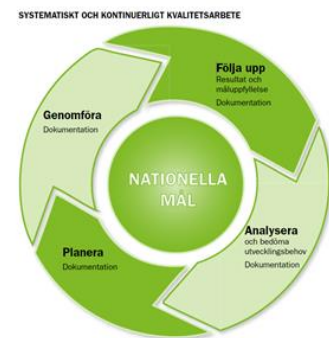 SYSTEMATISKT OCH KONTINUERLIGT KVALITETSARBETE
Följa upp
Resultat och
måluppfyllelse
Dokumentation
Genomföra
Dokumentation
NATIONELLA
MÅL
Analysera
och bedöma
utvecklingsbehov
Dokumentation
Planera
Dokumentation